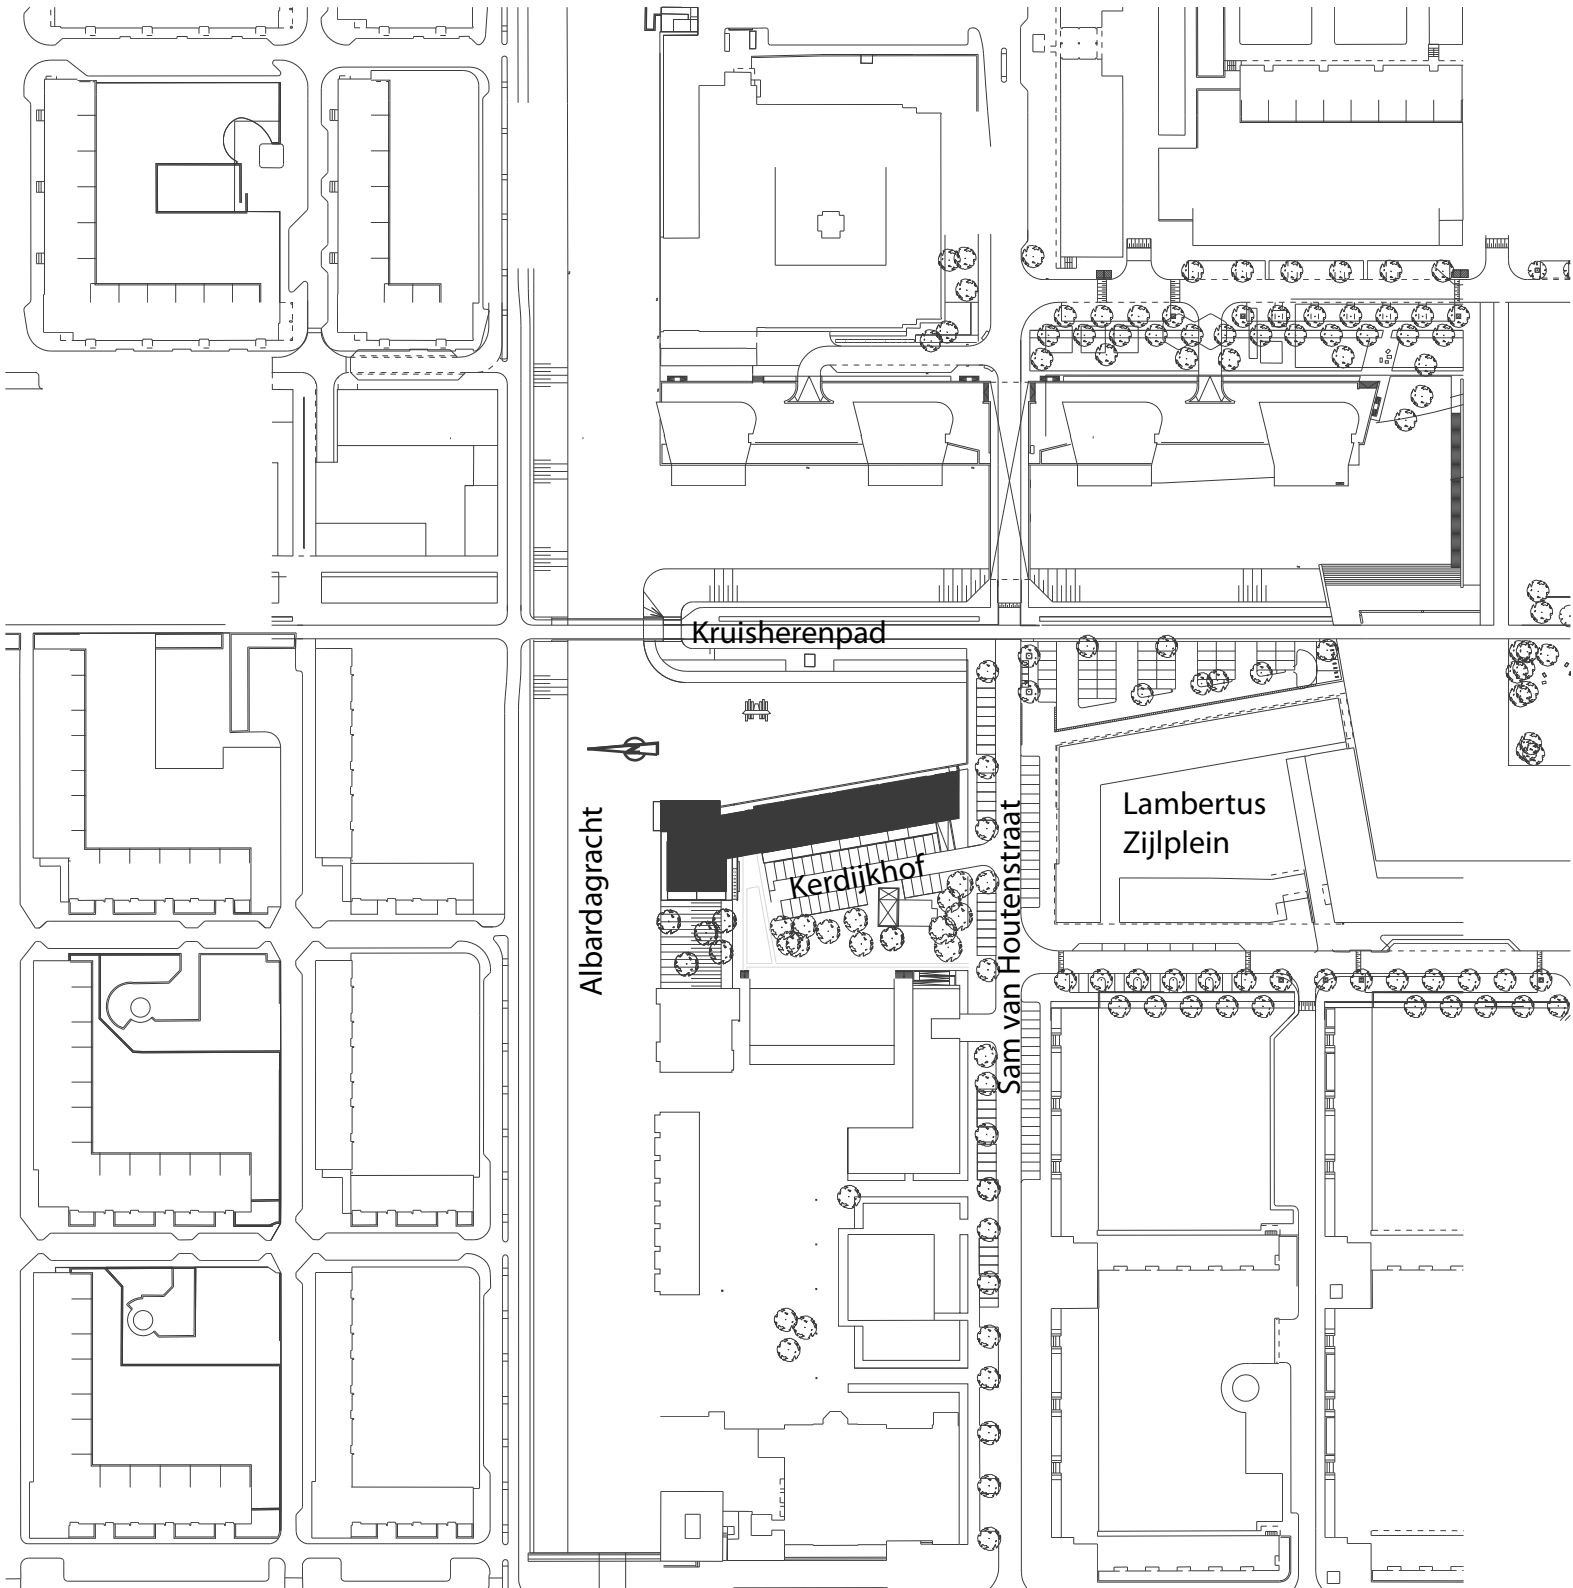 Kruisherenpad
Albardagracht
Kerdijkhof
Sam van Houtenstraat
Lambertus
Zijlplein